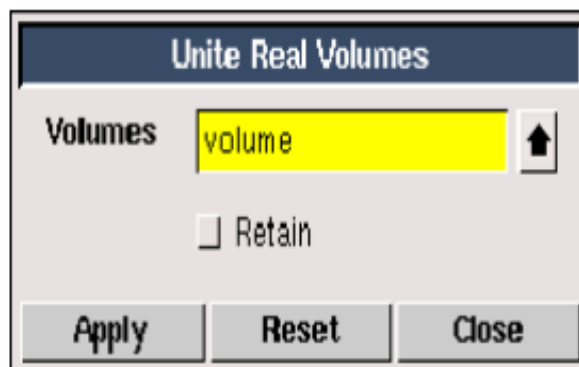 Unite Real Volumes
Volumes volume
Retain
Apply Reset Close